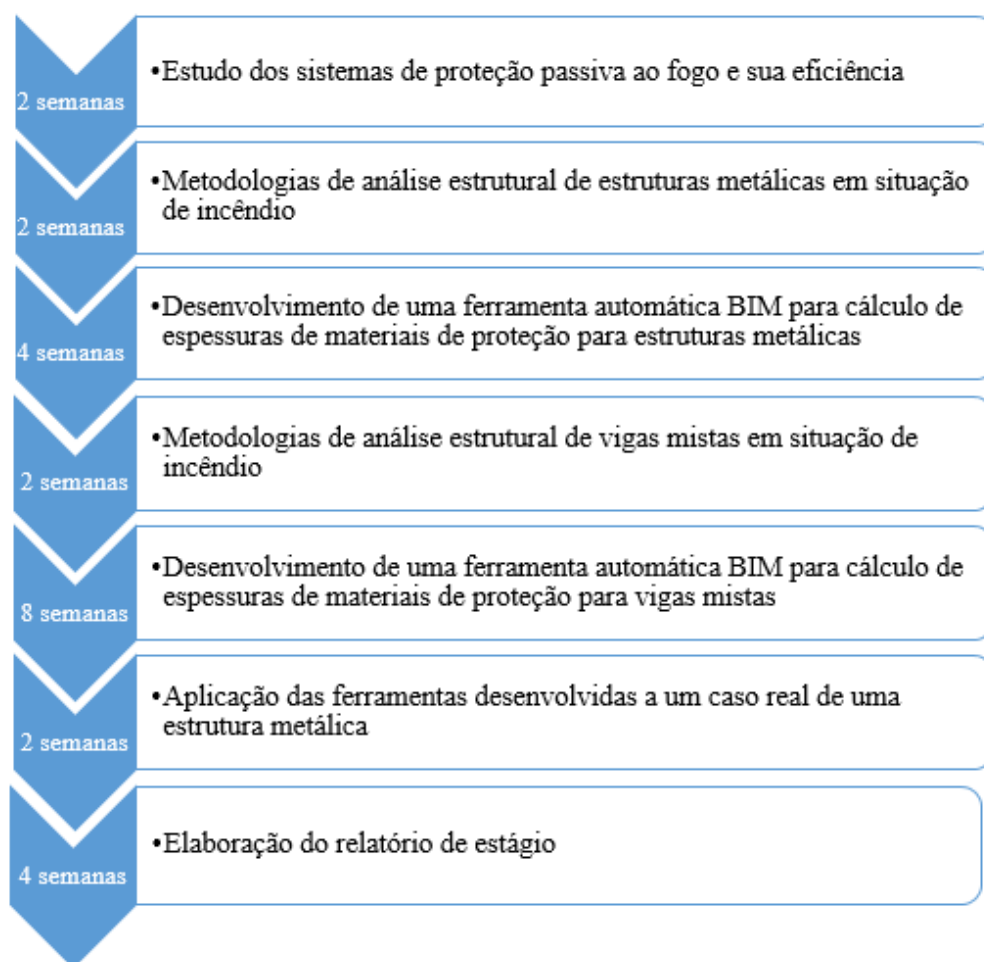 2 semanas
•Estudo dos sistemas de proteção passiva ao fogo e sua eficiência
2 semanas
•Metodologias de análise estrutural de estruturas metálicas em situação
de incêndio
4 semanas
•Desenvolvimento de uma ferramenta automática BIM para cálculo de
espessuras de materiais de proteção para estruturas metálicas
2 semanas
•Metodologias de análise estrutural de vigas mistas em situação de
incêndio
8 semanas
•Desenvolvimento de uma ferramenta automática BIM para cálculo de
espessuras de materiais de proteção para vigas mistas
2 semanas
•Aplicação das ferramentas desenvolvidas a um caso real de uma
estrutura metálica
4 semanas
•Elaboração do relatório de estágio